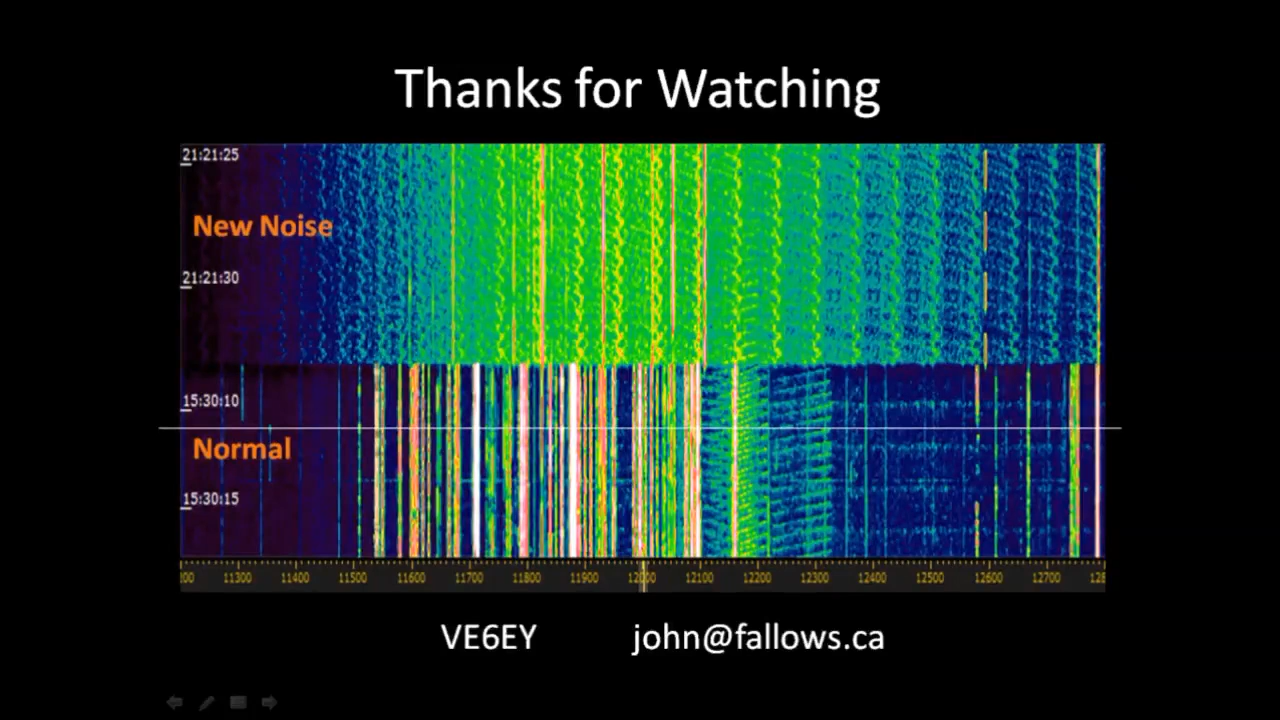 Thanks for Watching
21:21:25
New Noise
21:21:30
15:30:10
Normal
15:30:15
11300 11400 11500 11600 11700 11800 11900 12000 12100 12200 12300 12400 12500 12600 12700
VE6EY john@fallows.ca